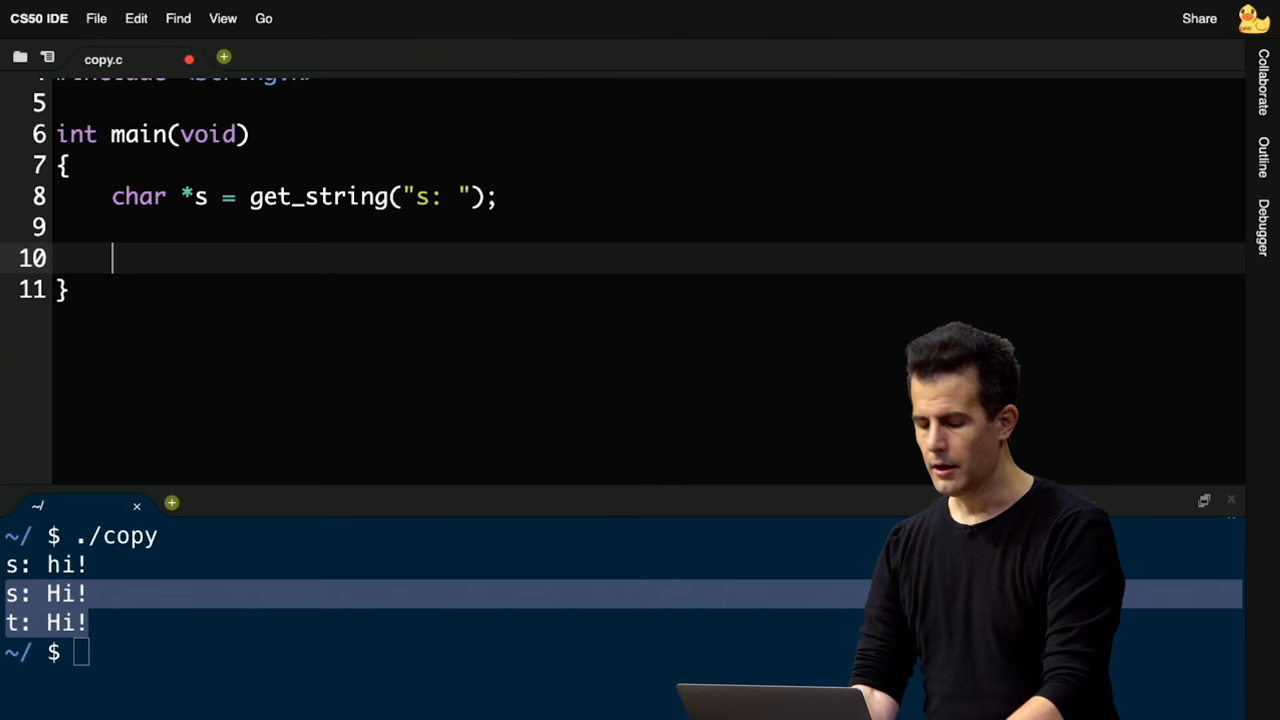 CS50 IDE File Edit Find View Go Share
copy.c
5
6 int main(void)
7 {
8 char *s = get_string("s: ");
9
10
11 }
Collaborate
Outline
Debugger
~/
~/ $ ./copy
s: hi!
s: Hi!
t: Hi!
~/ $